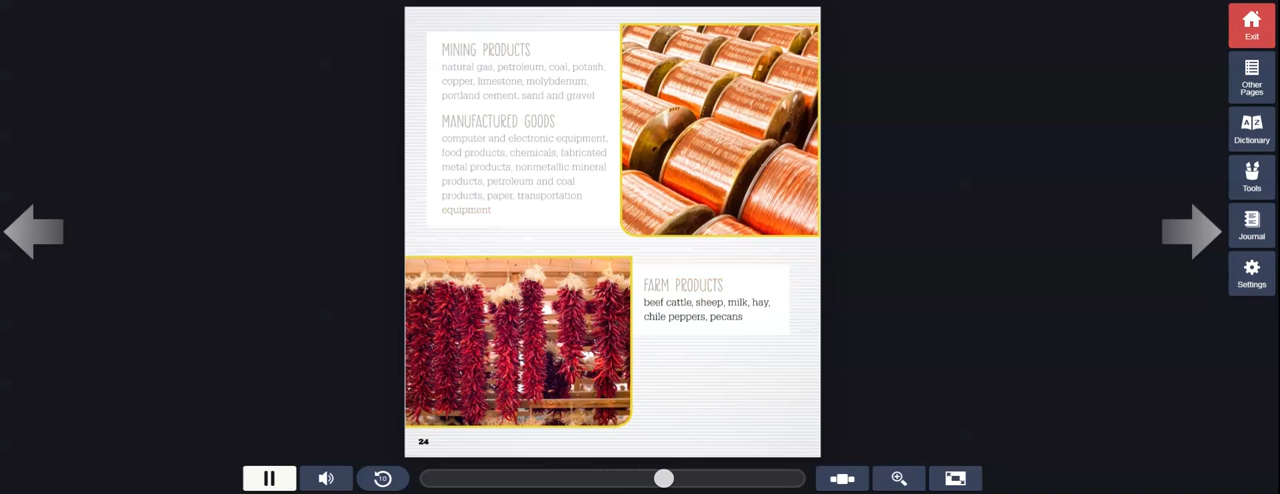 MINING PRODUCTS
natural gas, petroleum, coal, potash,
copper, limestone, molybdenum,
portland cement, sand and gravel
MANUFACTURED GOODS
computer and electronic equipment,
food products, chemicals, fabricated
metal products, nonmetallic mineral
products, petroleum and coal
products, paper, transportation
equipment
FARM PRODUCTS
beef cattle, sheep, milk, hay,
chile peppers, pecans
24
Exit
Other
Pages
A Z
Dictionary
Tools
Journal
Settings
10